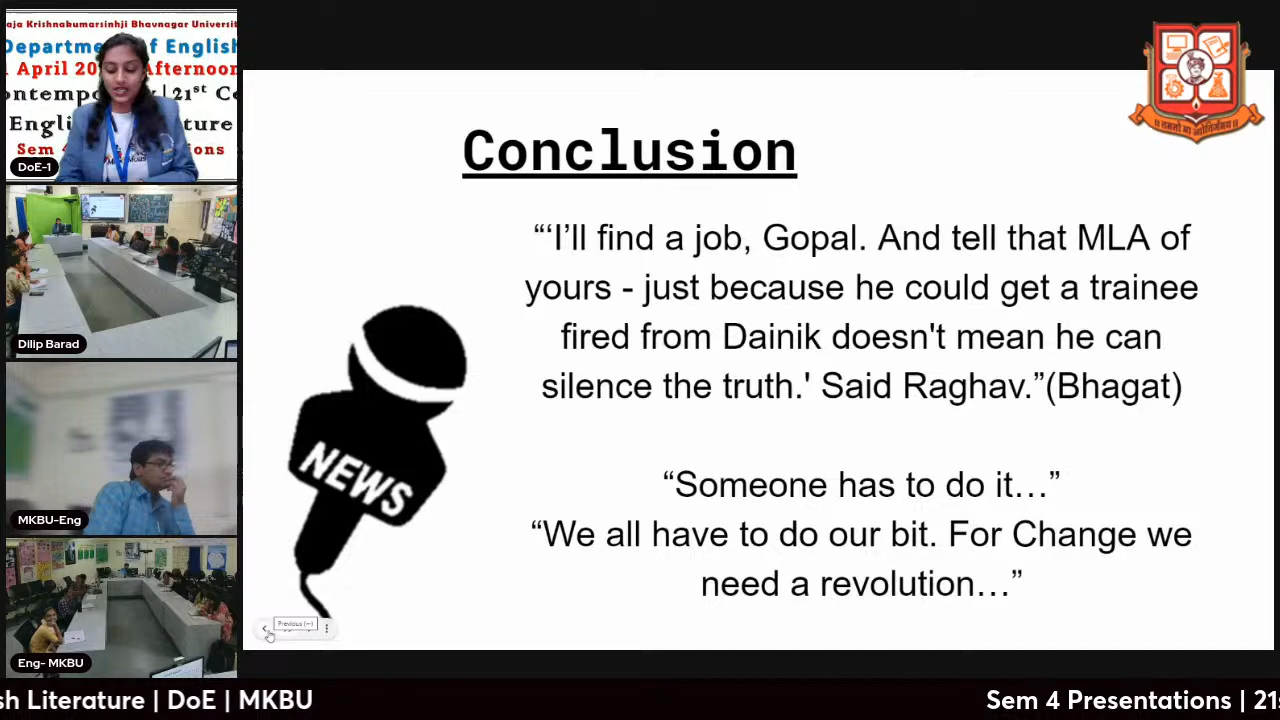 aja Krishnakumarsinhji Bhavnagar Universit
Department of English
April 20 Afternoon
ontemp 21st Ce
Engli ture
Sem 4 ions
DoE-1
Dilip Barad
MKBU-Eng
Eng- MKBU
Conclusion
“‘I’ll find a job, Gopal. And tell that MLA of
yours - just because he could get a trainee
fired from Dainik doesn't mean he can
silence the truth.' Said Raghav.”(Bhagat)
“Someone has to do it…”
“We all have to do our bit. For Change we
need a revolution…”
NEWS
Previous (←)
sh Literature | DoE | MKBU
Sem 4 Presentations | 21s